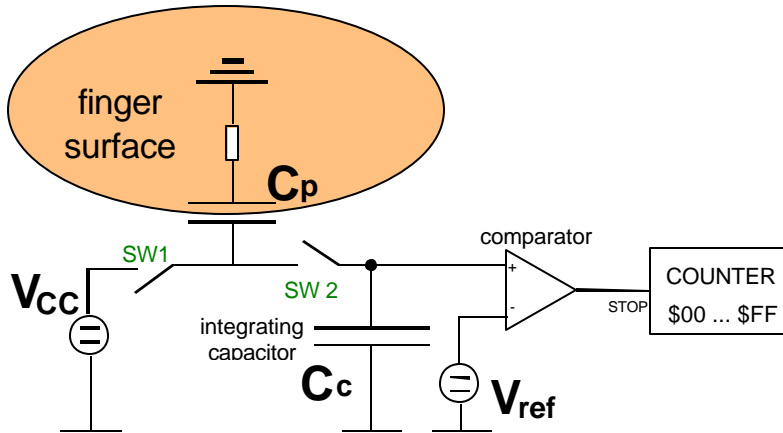 finger
surface
Cp
SW1
SW 2
comparator
+
-
VCC
integrating
capacitor
Cc
Vref
STOP
COUNTER
$00 ... $FF